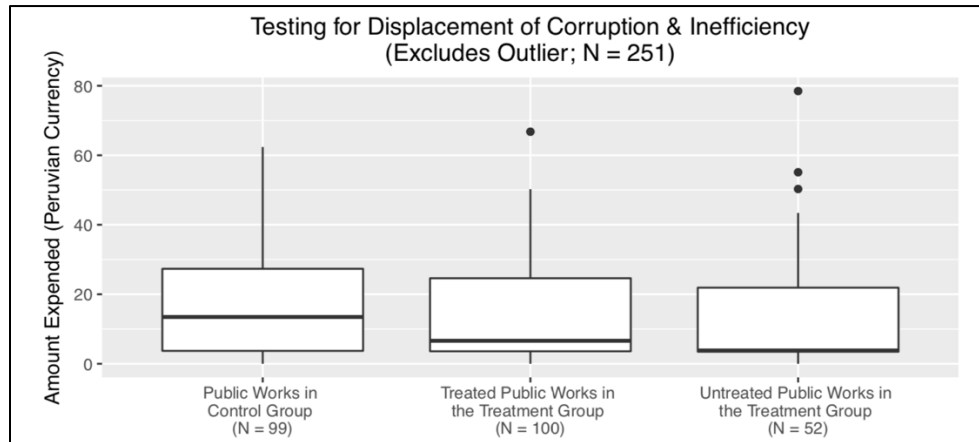 Testing for Displacement of Corruption & Inefficiency
(Excludes Outlier; N = 251)
Amount Expended (Peruvian Currency)
80
60
40
20
0
Public Works in
Control Group
(N = 99)
Treated Public Works in
the Treatment Group
(N = 100)
Untreated Public Works in
the Treatment Group
(N = 52)